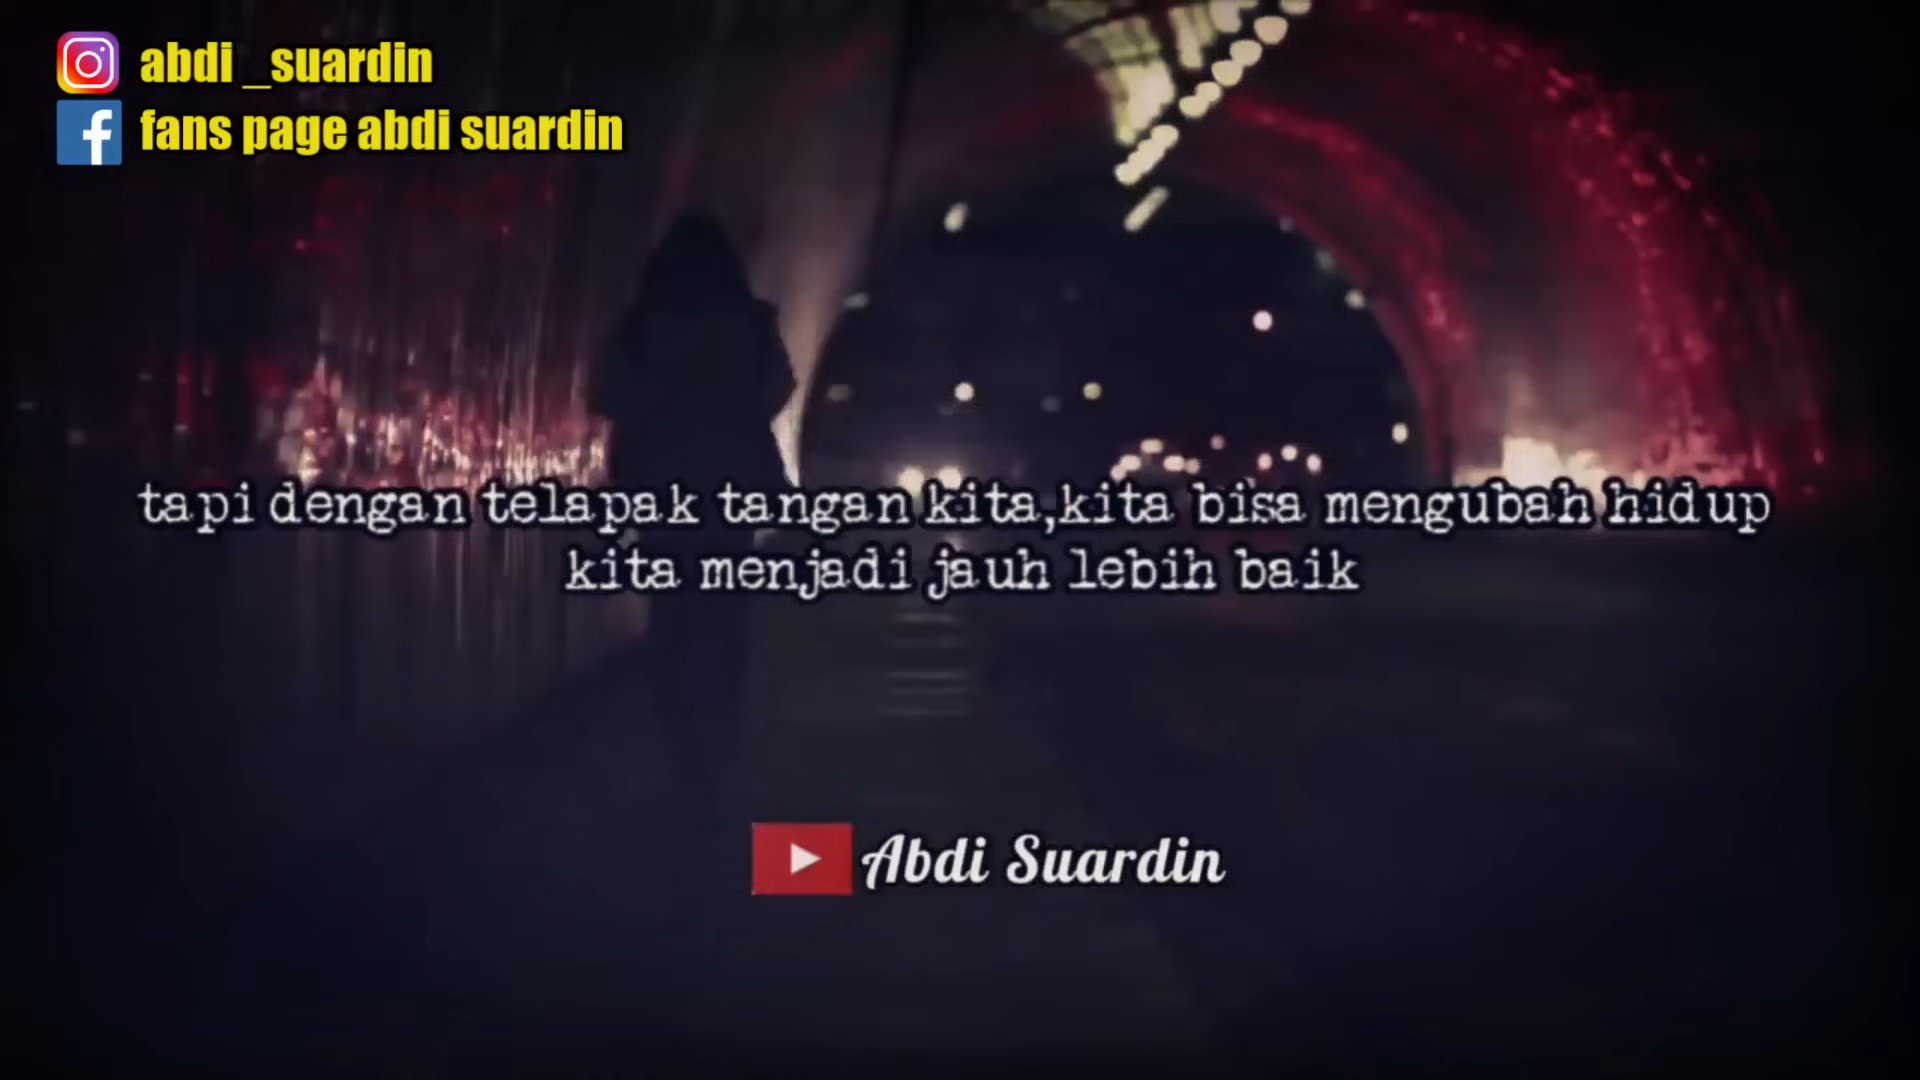 abdi _suardin
fans page abdi suardin
tapi dengan telapak tangan kita,kita bisa mengubah hidup
kita menjadi jauh lebih baik
Abdi Suardin